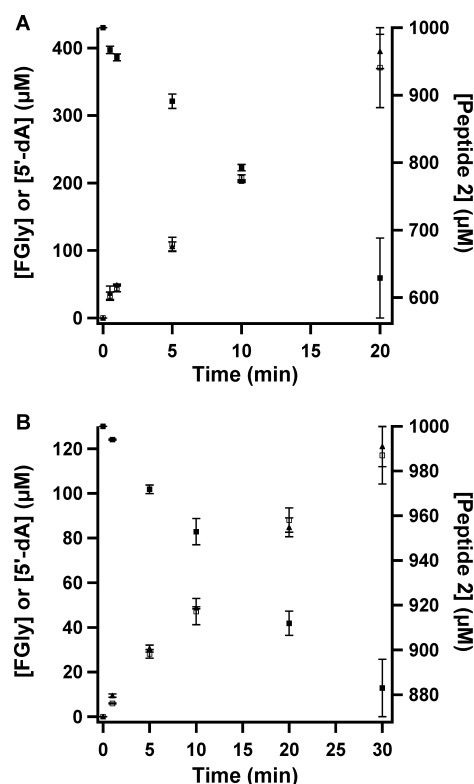 A
[FGly] or [5'-dA] (µM)
400
300
200
100
0
1000
900
800
700
600
[Peptide 2] (µM)
0 5 10 15 20
Time (min)
B
[FGly] or [5'-dA] (µM)
120
100
80
60
40
20
0
1000
980
960
940
920
900
880
[Peptide 2] (µM)
0 5 10 15 20 25 30
Time (min)